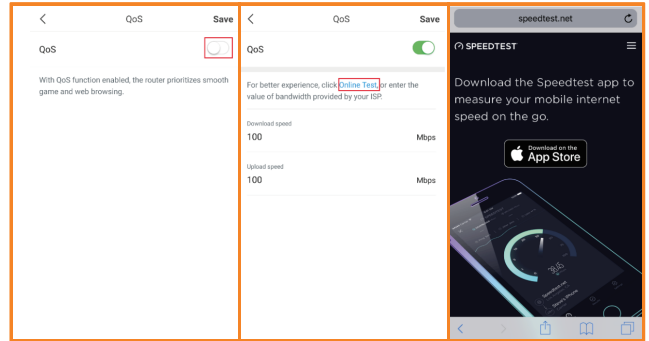 QoS
Save
QoS
With QoS function enabled, the router prioritizes smooth
game and web browsing.
QoS
Save
QoS
For better experience, click Online Test, or enter the
value of bandwidth provided by your ISP.
Download speed
100
Mbps
Upload speed
100
Mbps
speedtest.net
SPEEDTEST
Download the Speedtest app to
measure your mobile internet
speed on the go.
Download on the
App Store